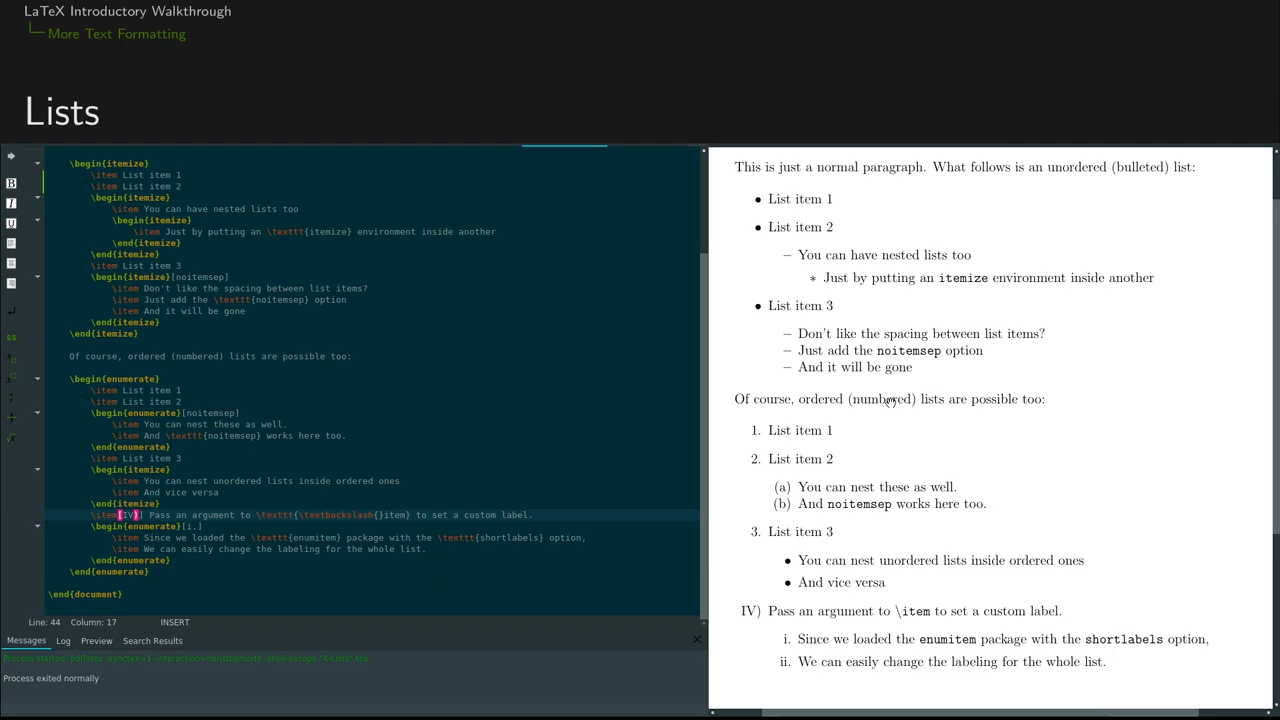 LaTeX Introductory Walkthrough
More Text Formatting
Lists
\begin{itemize}
\item List item 1
\item List item 2
\begin{itemize}
\item You can have nested lists too
\begin{itemize}
\item Just by putting an \texttt{itemize} environment inside another
\end{itemize}
\end{itemize}
\item List item 3
\begin{itemize}[noitemsep]
\item Don't like the spacing between list items?
\item Just add the \texttt{noitemsep} option
\item And it will be gone
\end{itemize}
\end{itemize}
Of course, ordered (numbered) lists are possible too:
\begin{enumerate}
\item List item 1
\item List item 2
\begin{enumerate}[noitemsep]
\item You can nest these as well.
\item And \texttt{noitemsep} works here too.
\end{enumerate}
\item List item 3
\begin{itemize}
\item You can nest unordered lists inside ordered ones
\item And vice versa
\end{itemize}
\item[IV)] Pass an argument to \texttt{\textbackslash{}item} to set a custom label.
\begin{enumerate}[i.]
\item Since we loaded the \texttt{enumitem} package with the \texttt{shortlabels} option,
\item We can easily change the labeling for the whole list.
\end{enumerate}
\end{enumerate}
\end{document}
Line: 44 Column: 17 INSERT
Messages Log Preview Search Results
Process started: pdflatex -synctex=1 -interaction=nonstopmode -shell-escape "4-Lists".tex
Process exited normally
B
I
U
ss
This is just a normal paragraph. What follows is an unordered (bulleted) list:
• List item 1
• List item 2
– You can have nested lists too
∗ Just by putting an itemize environment inside another
• List item 3
– Don't like the spacing between list items?
– Just add the noitemsep option
– And it will be gone
Of course, ordered (numbered) lists are possible too:
1. List item 1
2. List item 2
(a) You can nest these as well.
(b) And noitemsep works here too.
3. List item 3
• You can nest unordered lists inside ordered ones
• And vice versa
IV) Pass an argument to \item to set a custom label.
i. Since we loaded the enumitem package with the shortlabels option,
ii. We can easily change the labeling for the whole list.